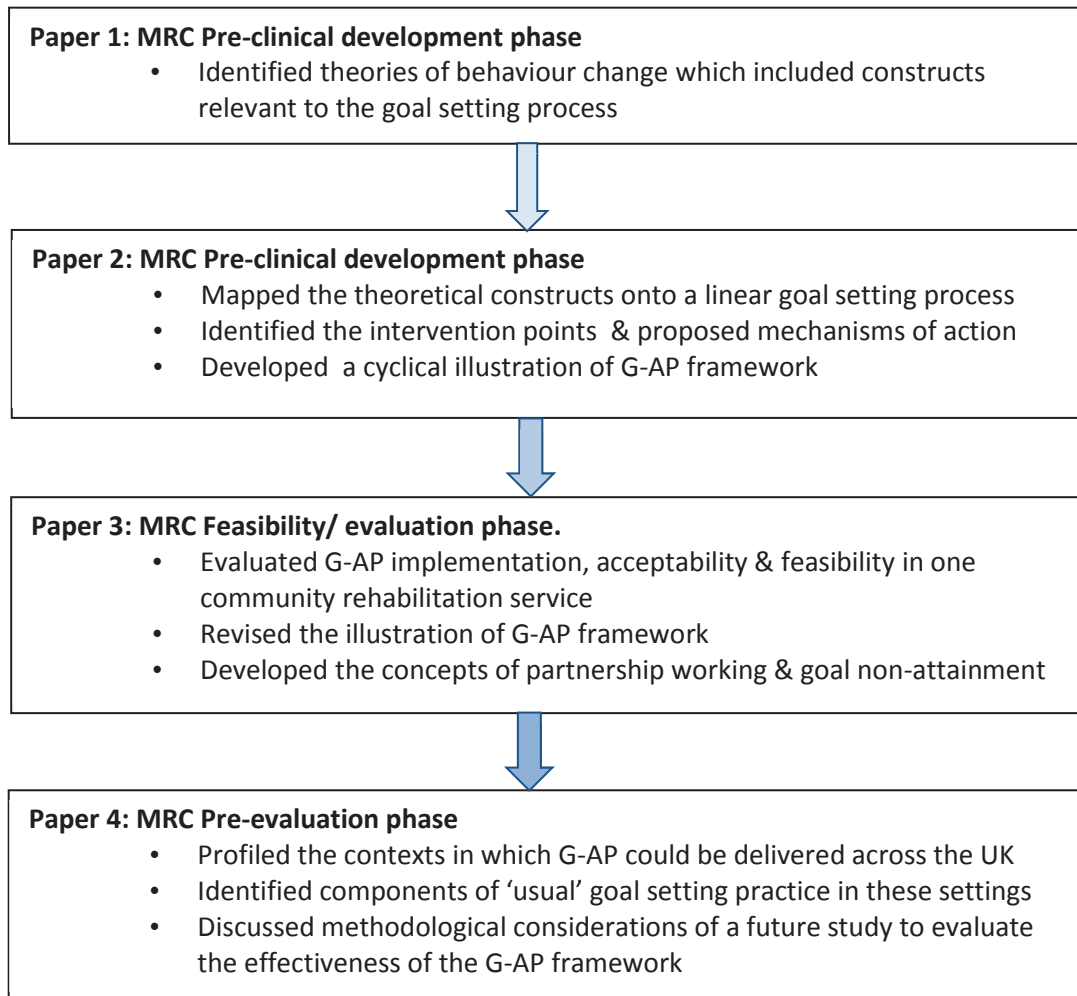 Paper 1: MRC Pre-clinical development phase
• Identified theories of behaviour change which included constructs
relevant to the goal setting process
Paper 2: MRC Pre-clinical development phase
• Mapped the theoretical constructs onto a linear goal setting process
• Identified the intervention points & proposed mechanisms of action
• Developed a cyclical illustration of G-AP framework
Paper 3: MRC Feasibility/ evaluation phase.
• Evaluated G-AP implementation, acceptability & feasibility in one
community rehabilitation service
• Revised the illustration of G-AP framework
• Developed the concepts of partnership working & goal non-attainment
Paper 4: MRC Pre-evaluation phase
• Profiled the contexts in which G-AP could be delivered across the UK
• Identified components of ‘usual’ goal setting practice in these settings
• Discussed methodological considerations of a future study to evaluate
the effectiveness of the G-AP framework